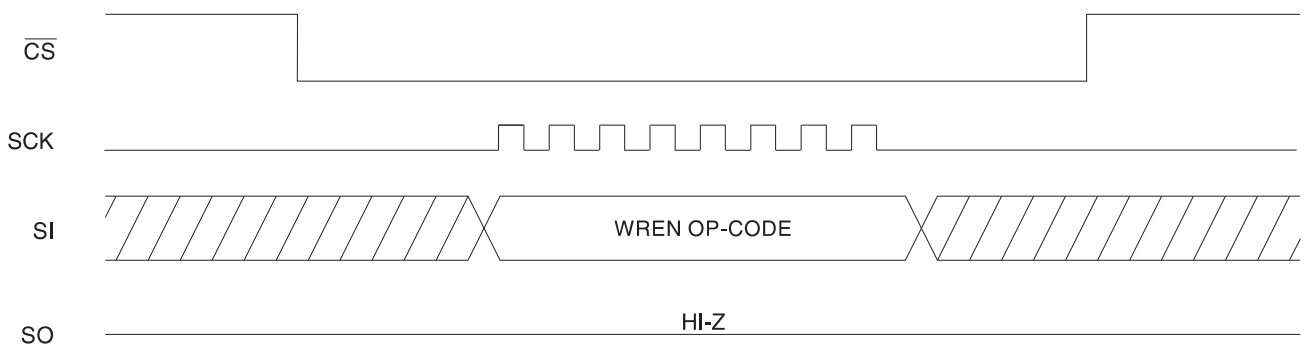 CS
SCK
SI
WREN OP-CODE
SO
HI-Z